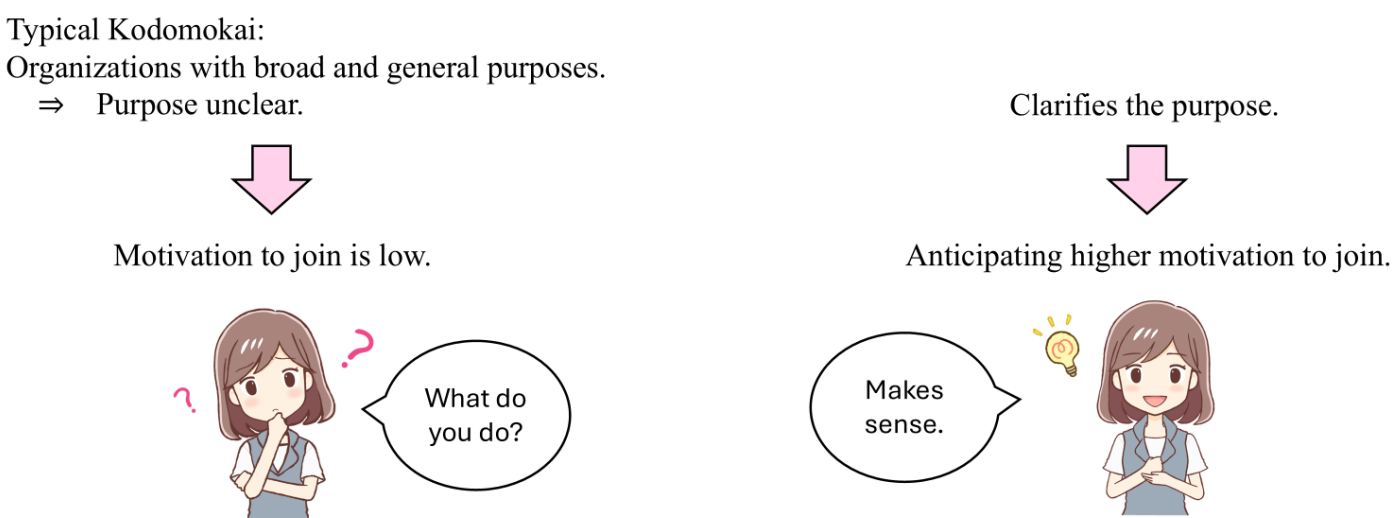 Typical Kodomokai:
Organizations with broad and general purposes.
⇒ Purpose unclear.
Motivation to join is low.
What do
you do?
Clarifies the purpose.
Anticipating higher motivation to join.
Makes
sense.